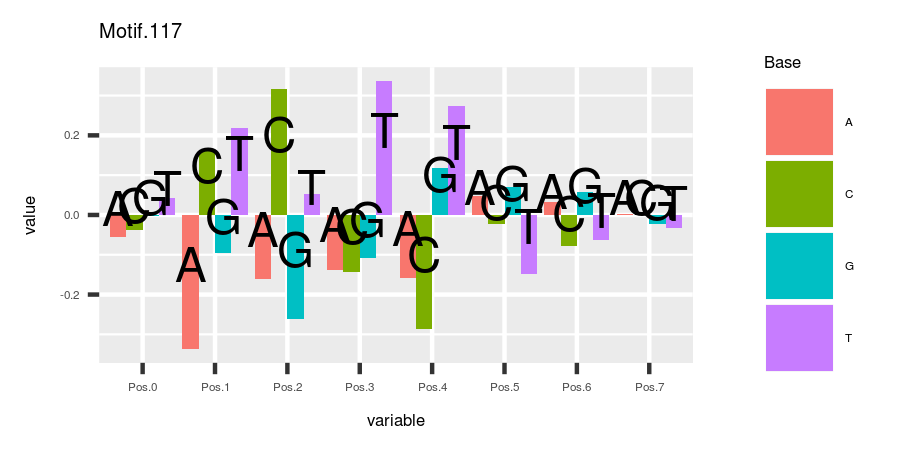 Motif.117
Base
A
C
G
T
value
0.2
0.0
-0.2
A C G T A C G T A C G T A C G T A C G T A C G T A C G T A C G T
Pos.0 Pos.1 Pos.2 Pos.3 Pos.4 Pos.5 Pos.6 Pos.7
variable